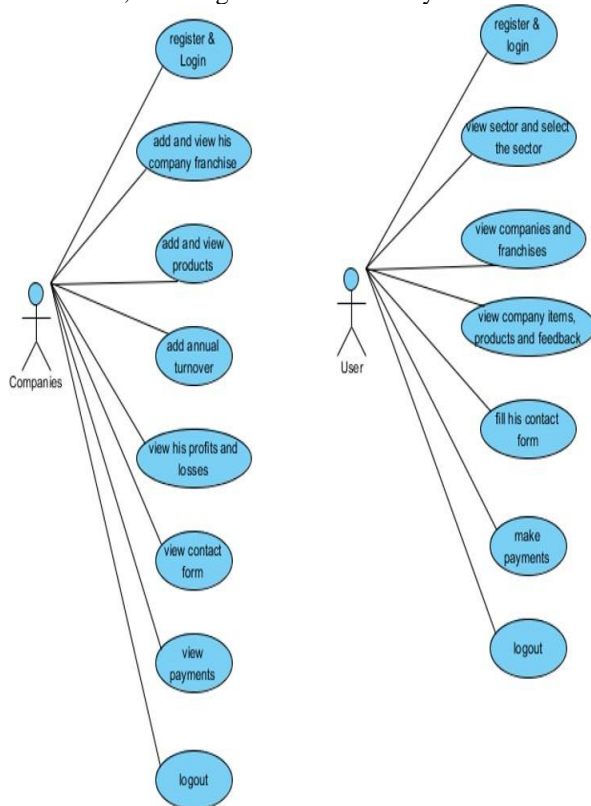 register &
Login
add and view his
company franchise
add and view
products
add annual
turnover
Companies
view his profits and
losses
view contact
form
view
payments
logout
register &
login
view sector and select
the sector
view companies and
franchises
view company items,
products and feedback
User
fill his contact
form
make
payments
logout